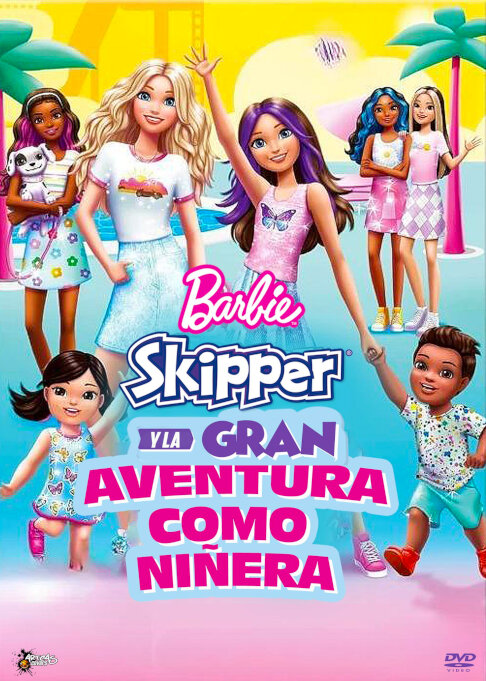 Barbie
Skipper®
Y LA GRAN
AVENTURA
COMO
NIÑERA
DVD
VIDEO